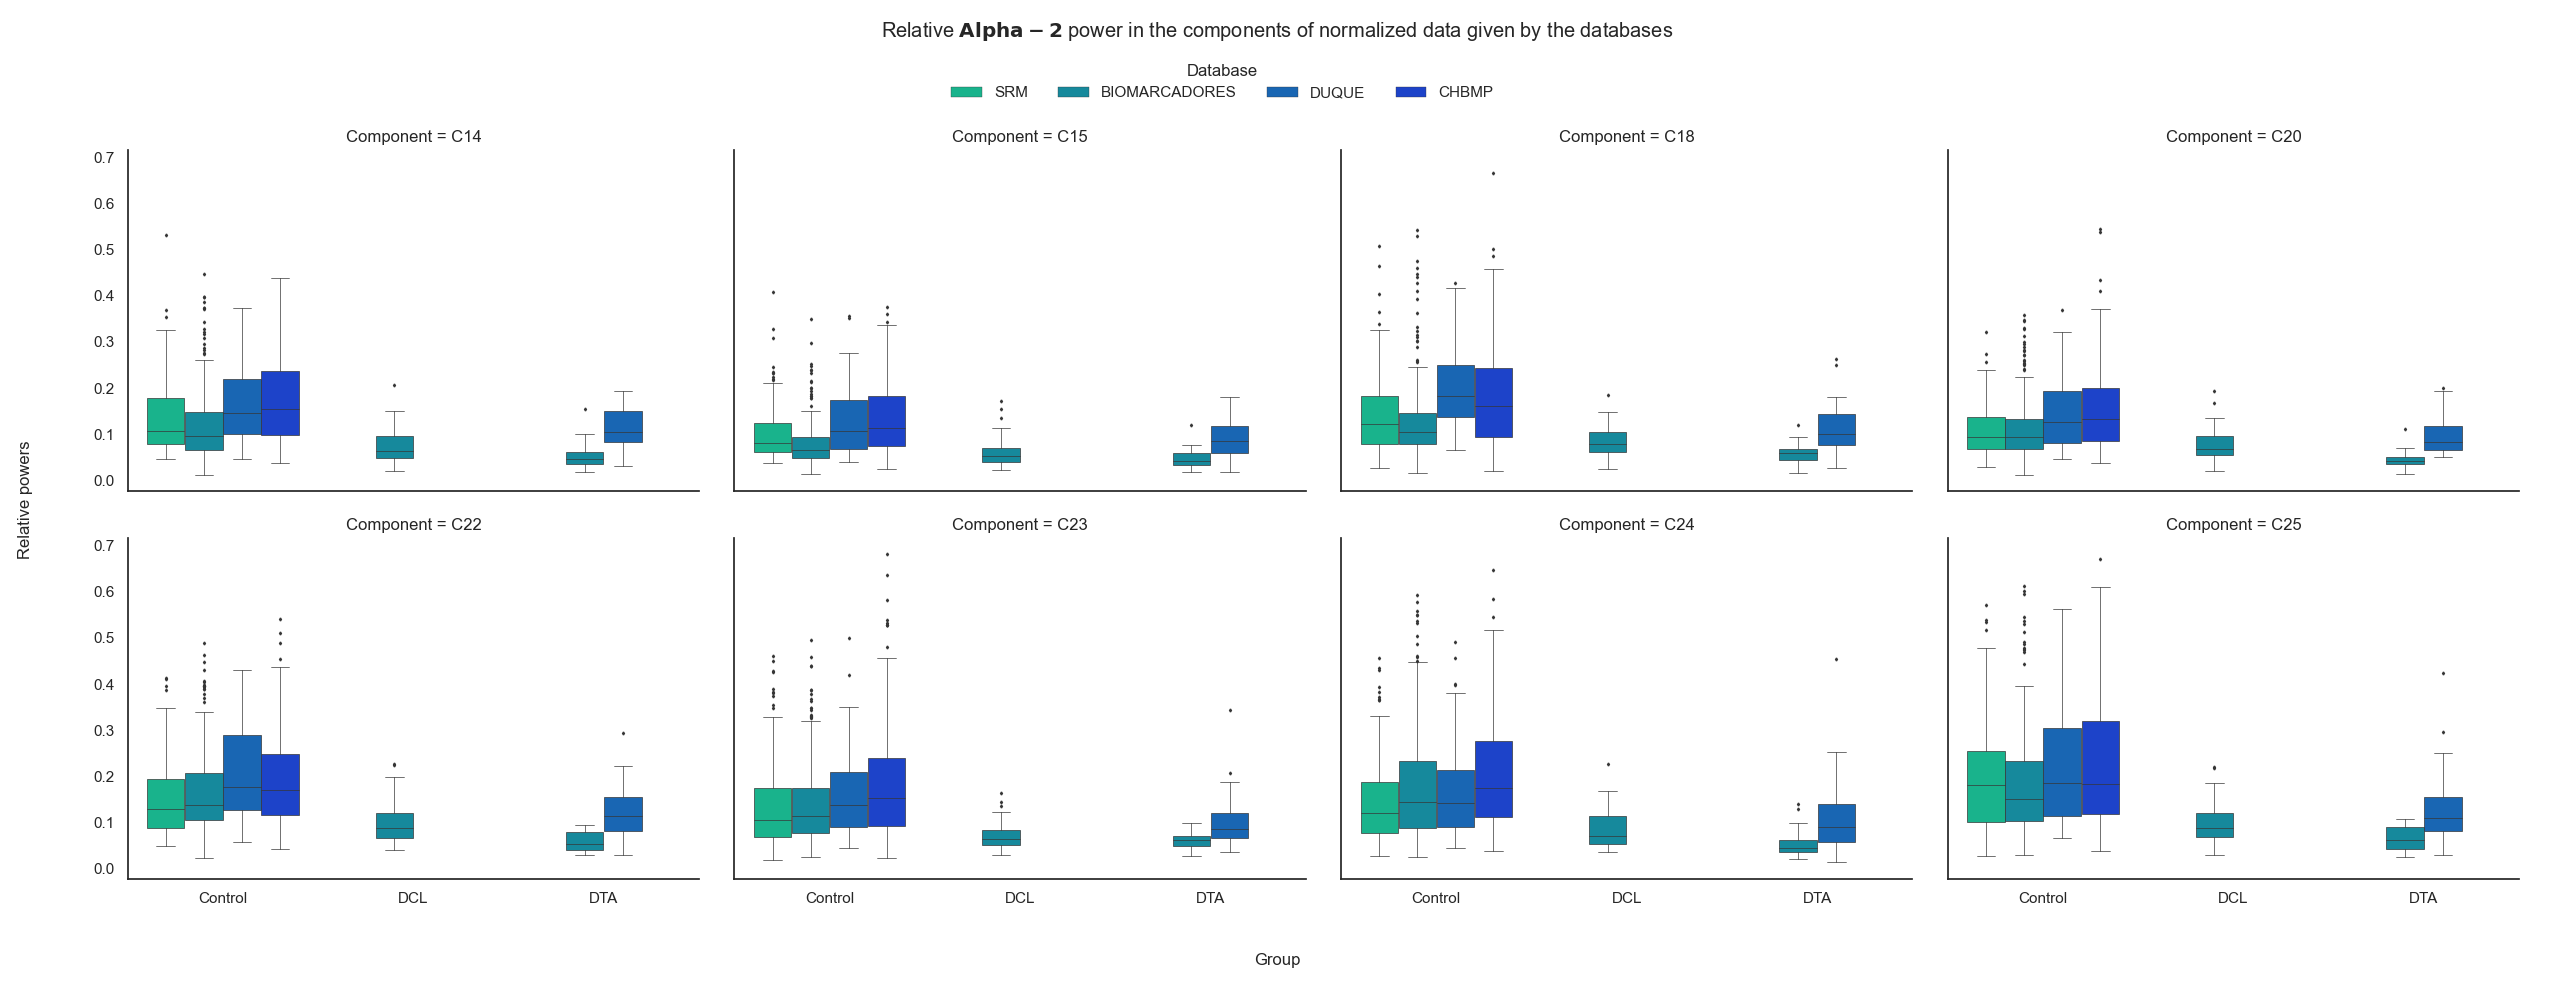 Relative Alpha − 2 power in the components of normalized data given by the databases
Database
SRM BIOMARCADORES DUQUE CHBMP
Component = C14 Component = C15 Component = C18 Component = C20
0.7
0.6
0.5
0.4
0.3
0.2
0.1
0.0
Relative powers
Component = C22 Component = C23 Component = C24 Component = C25
0.7
0.6
0.5
0.4
0.3
0.2
0.1
0.0
Control DCL DTA Control DCL DTA Control DCL DTA Control DCL DTA
Group